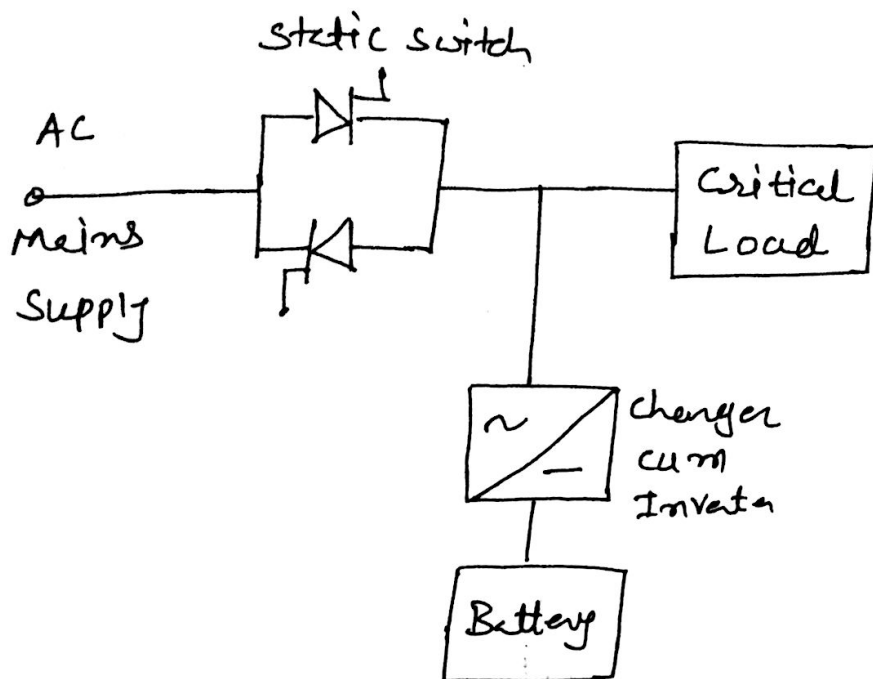 Static Switch
AC
Mains
Supply
Critical
Load
Charger
cum
Inverter
Battery